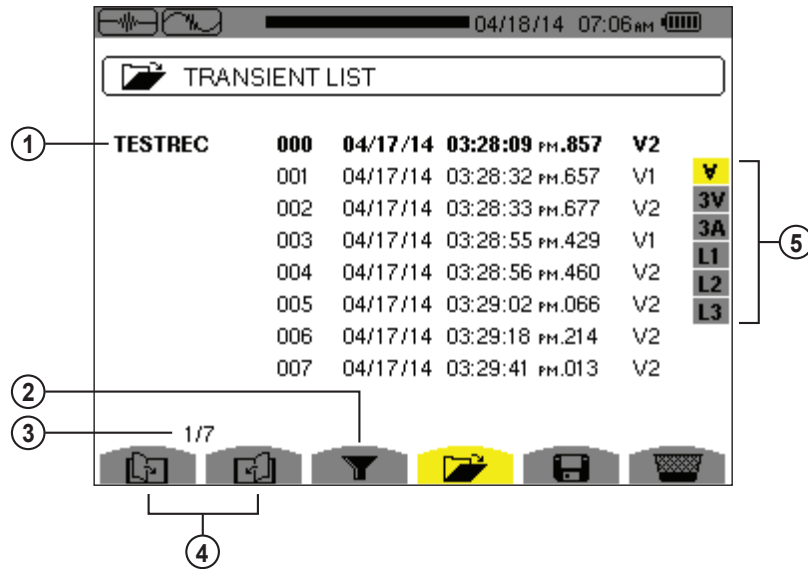 04/18/14 07:06 AM
TRANSIENT LIST
1
TESTREC 000 04/17/14 03:28:09 PM.857 V2
001 04/17/14 03:28:32 PM.657 V1
002 04/17/14 03:28:33 PM.677 V2
003 04/17/14 03:28:55 PM.429 V1
004 04/17/14 03:28:56 PM.460 V2
005 04/17/14 03:29:02 PM.066 V2
006 04/17/14 03:29:18 PM.214 V2
007 04/17/14 03:29:41 PM.013 V2
∀
3V
3A
L1
L2
L3
5
2
3
1/7
4